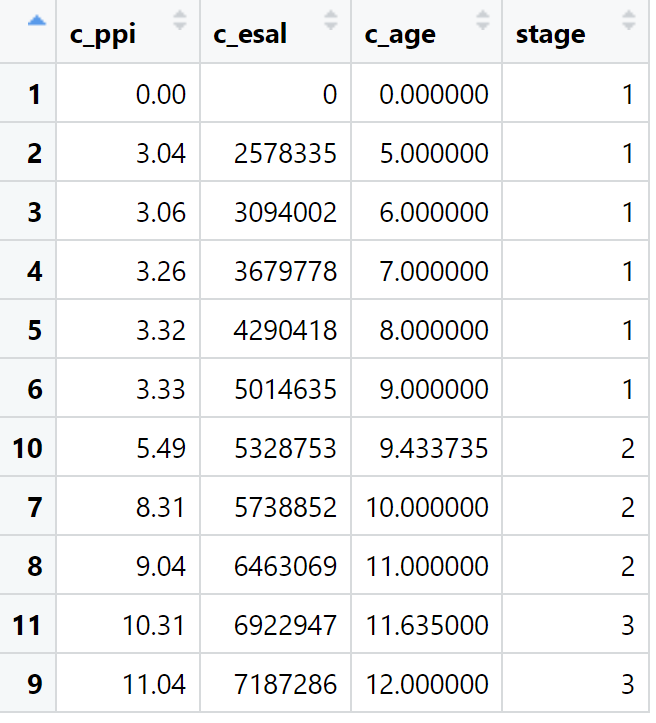 c_ppi c_esal c_age stage
1 0.00 0 0.000000 1
2 3.04 2578335 5.000000 1
3 3.06 3094002 6.000000 1
4 3.26 3679778 7.000000 1
5 3.32 4290418 8.000000 1
6 3.33 5014635 9.000000 1
10 5.49 5328753 9.433735 2
7 8.31 5738852 10.000000 2
8 9.04 6463069 11.000000 2
11 10.31 6922947 11.635000 3
9 11.04 7187286 12.000000 3